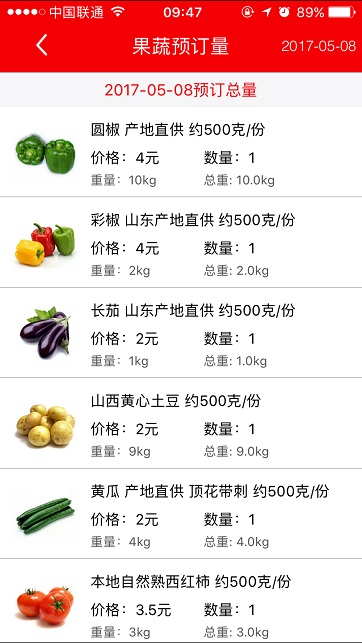 中国联通 09:47 89%
果蔬预订量 2017-05-08
2017-05-08预订总量
圆椒 产地直供 约500克/份
价格：4元 数量：1
重量：10kg 总重: 10.0kg
彩椒 山东产地直供 约500克/份
价格：4元 数量：1
重量：2kg 总重: 2.0kg
长茄 山东产地直供 约500克/份
价格：2元 数量：1
重量：1kg 总重: 1.0kg
山西黄心土豆 约500克/份
价格：2元 数量：1
重量：9kg 总重: 9.0kg
黄瓜 产地直供 顶花带刺 约500克/份
价格：2元 数量：1
重量：4kg 总重: 4.0kg
本地自然熟西红柿 约500克/份
价格：3.5元 数量：1
重量：3kg 总重: 3.0kg